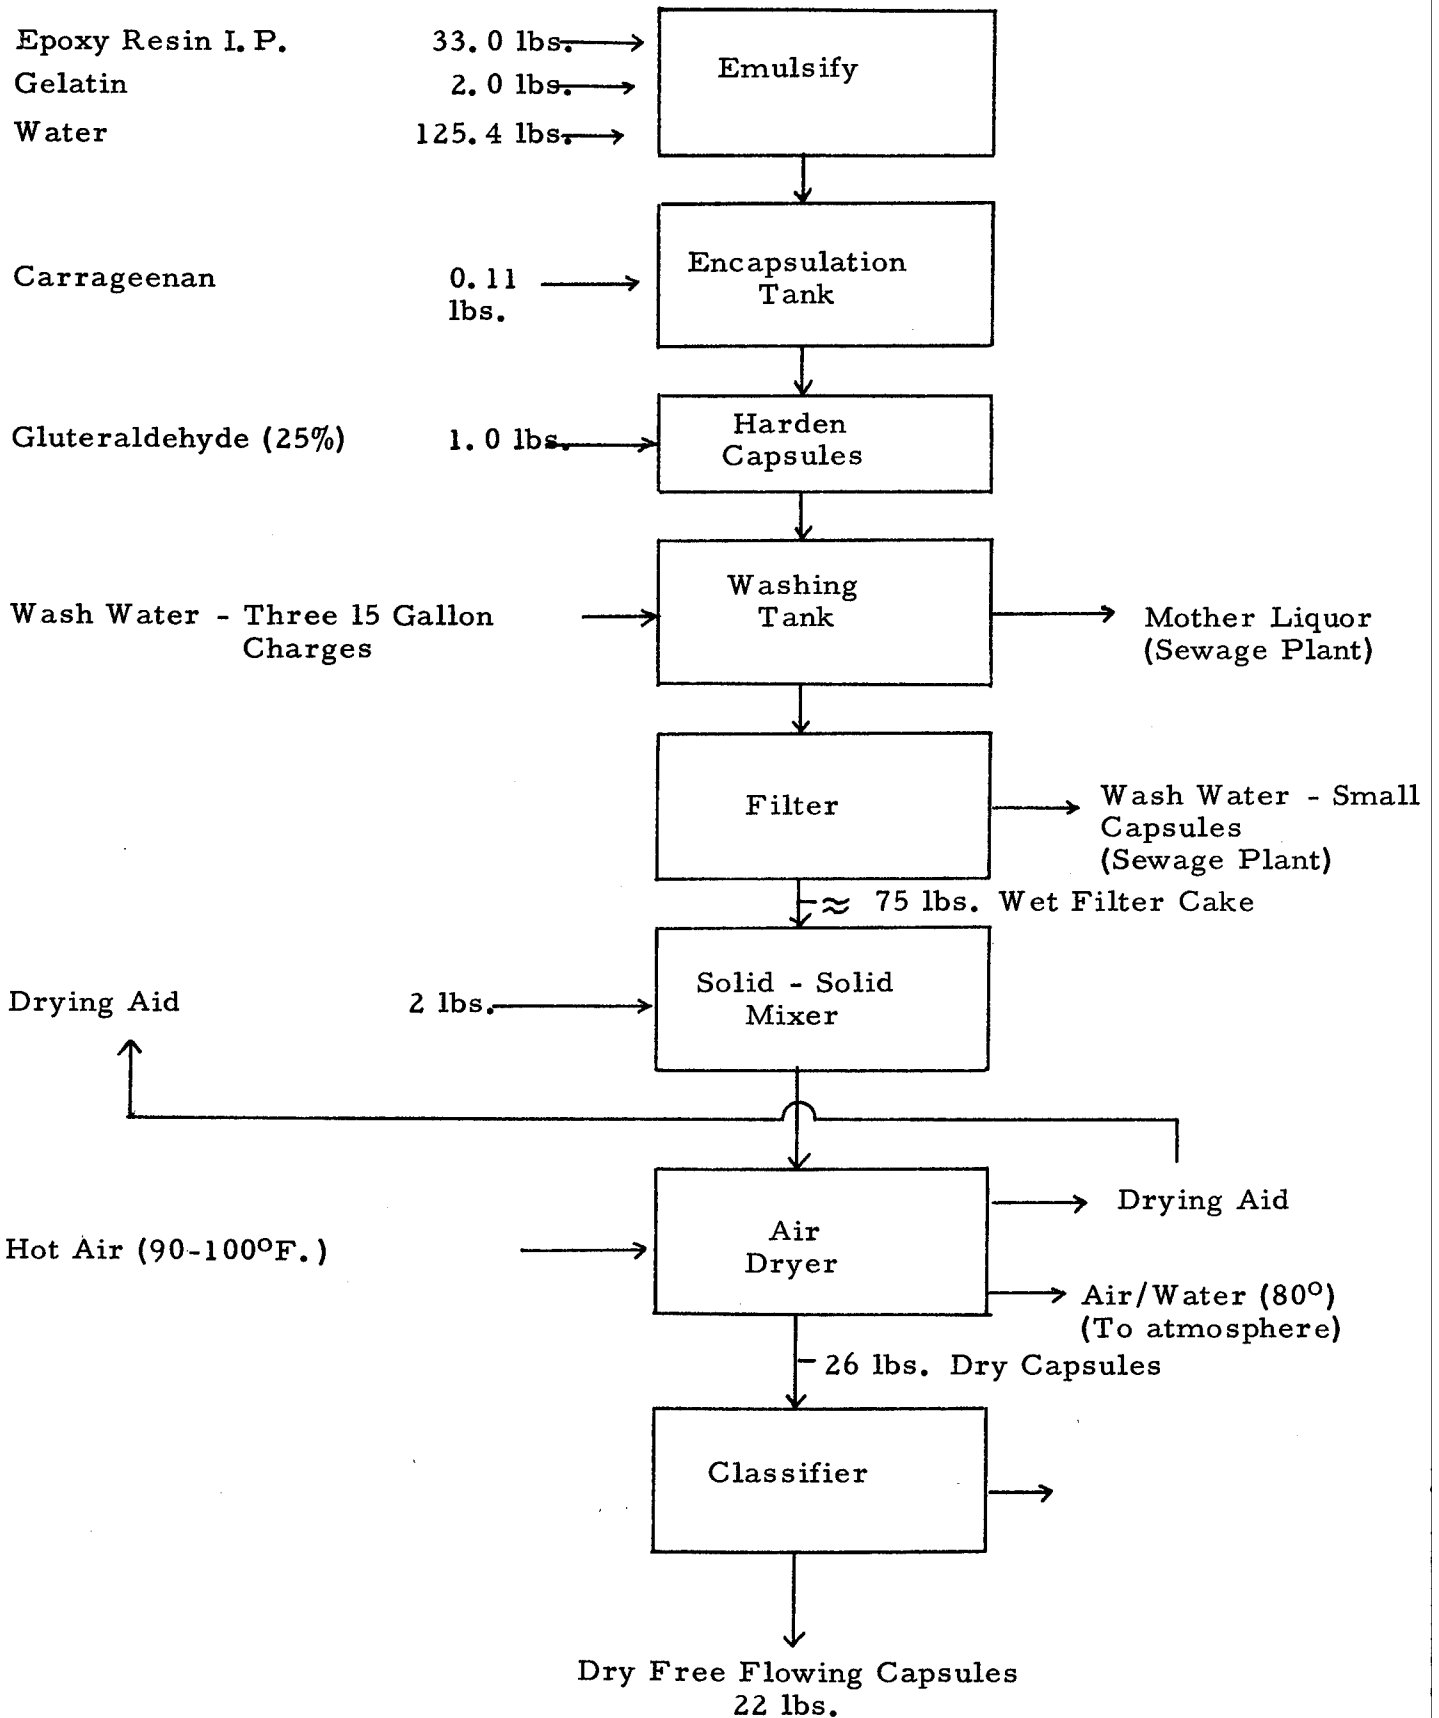 Epoxy Resin I. P. 33.0 lbs.
Emulsify
Gelatin 2.0 lbs.
Water 125.4 lbs.
Carrageenan 0.11
lbs.
Encapsulation
Tank
Gluteraldehyde (25%) 1.0 lbs.
Harden
Capsules
Wash Water - Three 15 Gallon
Charges
Washing
Tank
Mother Liquor
(Sewage Plant)
Filter
Wash Water - Small
Capsules
(Sewage Plant)
≈ 75 lbs. Wet Filter Cake
Drying Aid 2 lbs.
Solid - Solid
Mixer
Drying Aid
Hot Air (90-100°F.)
Air
Dryer
Air/Water (80°)
(To atmosphere)
26 lbs. Dry Capsules
Classifier
Dry Free Flowing Capsules
22 lbs.